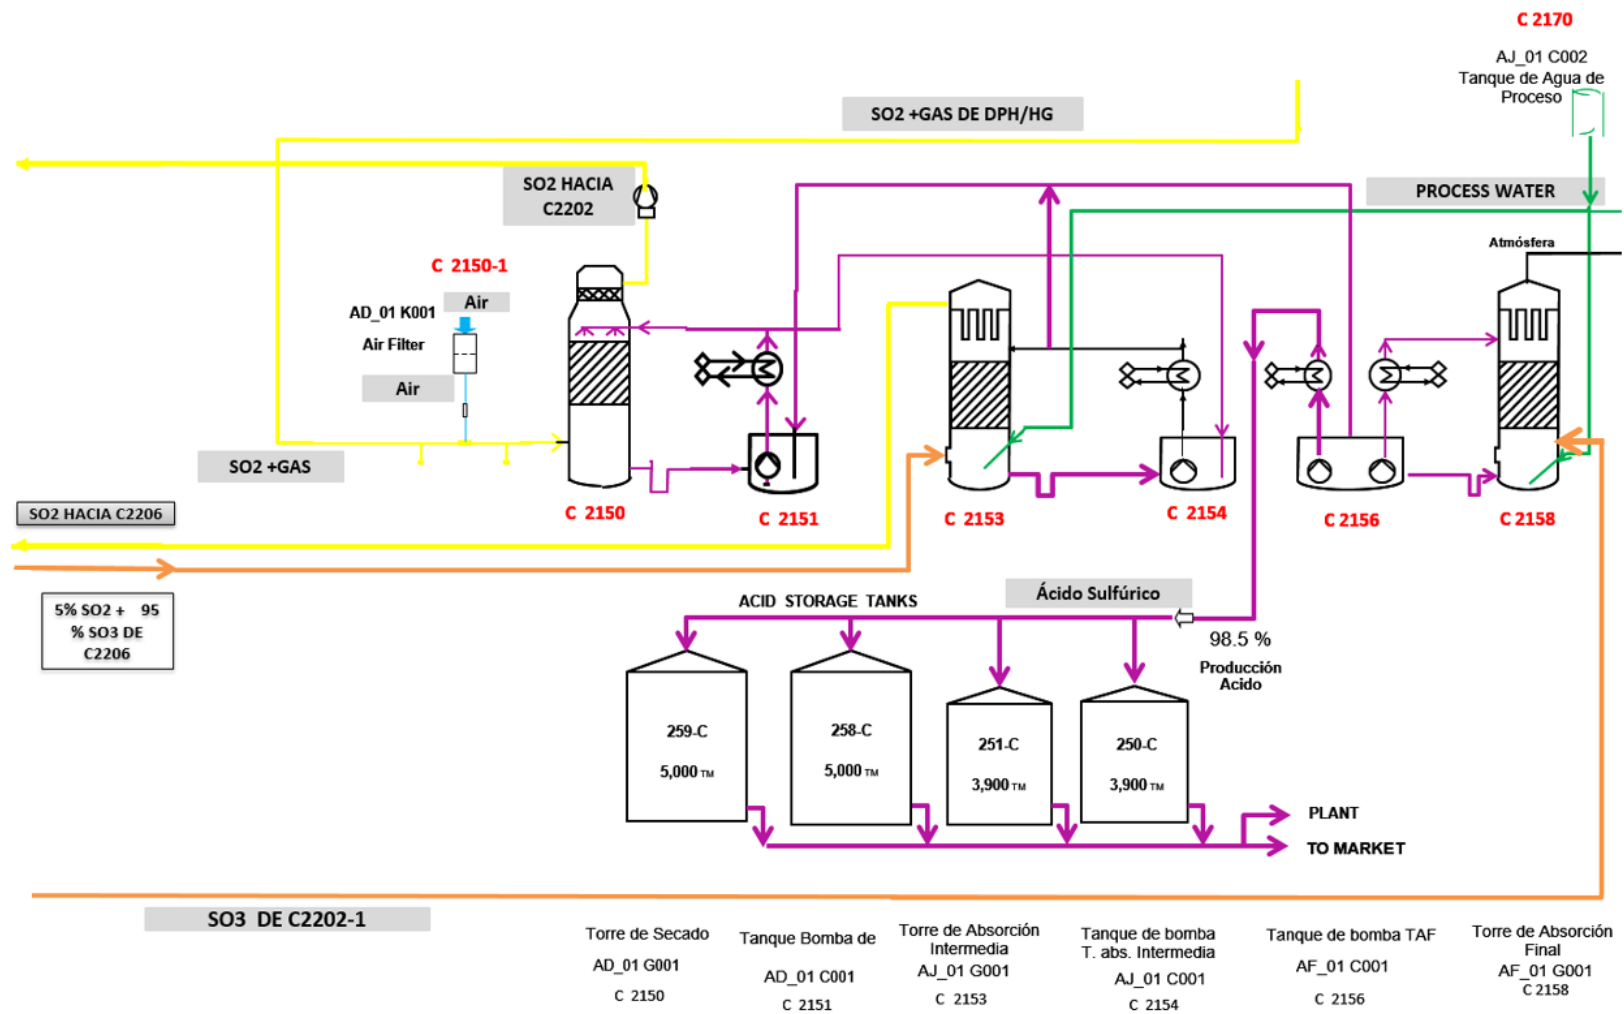 C 2170
AJ_01 C002
Tanque de Agua de
Proceso
SO2 +GAS DE DPH/HG
SO2 HACIA
C2202
PROCESS WATER
Atmósfera
C 2150-1
Air
AD_01 K001
Air Filter
Air
SO2 +GAS
C 2150
C 2151
C 2153
C 2154
C 2156
C 2158
SO2 HACIA C2206
5% SO2 + 95
% SO3 DE
C2206
ACID STORAGE TANKS
Ácido Sulfúrico
98.5 %
Producción
Acido
259-C
5,000 TM
258-C
5,000 TM
251-C
3,900 TM
250-C
3,900 TM
PLANT
TO MARKET
SO3 DE C2202-1
Torre de Secado
AD_01 G001
C 2150
Tanque Bomba de
AD_01 C001
C 2151
Torre de Absorción
Intermedia
AJ_01 G001
C 2153
Tanque de bomba
T. abs. Intermedia
AJ_01 C001
C 2154
Tanque de bomba TAF
AF_01 C001
C 2156
Torre de Absorción
Final
AF_01 G001
C 2158